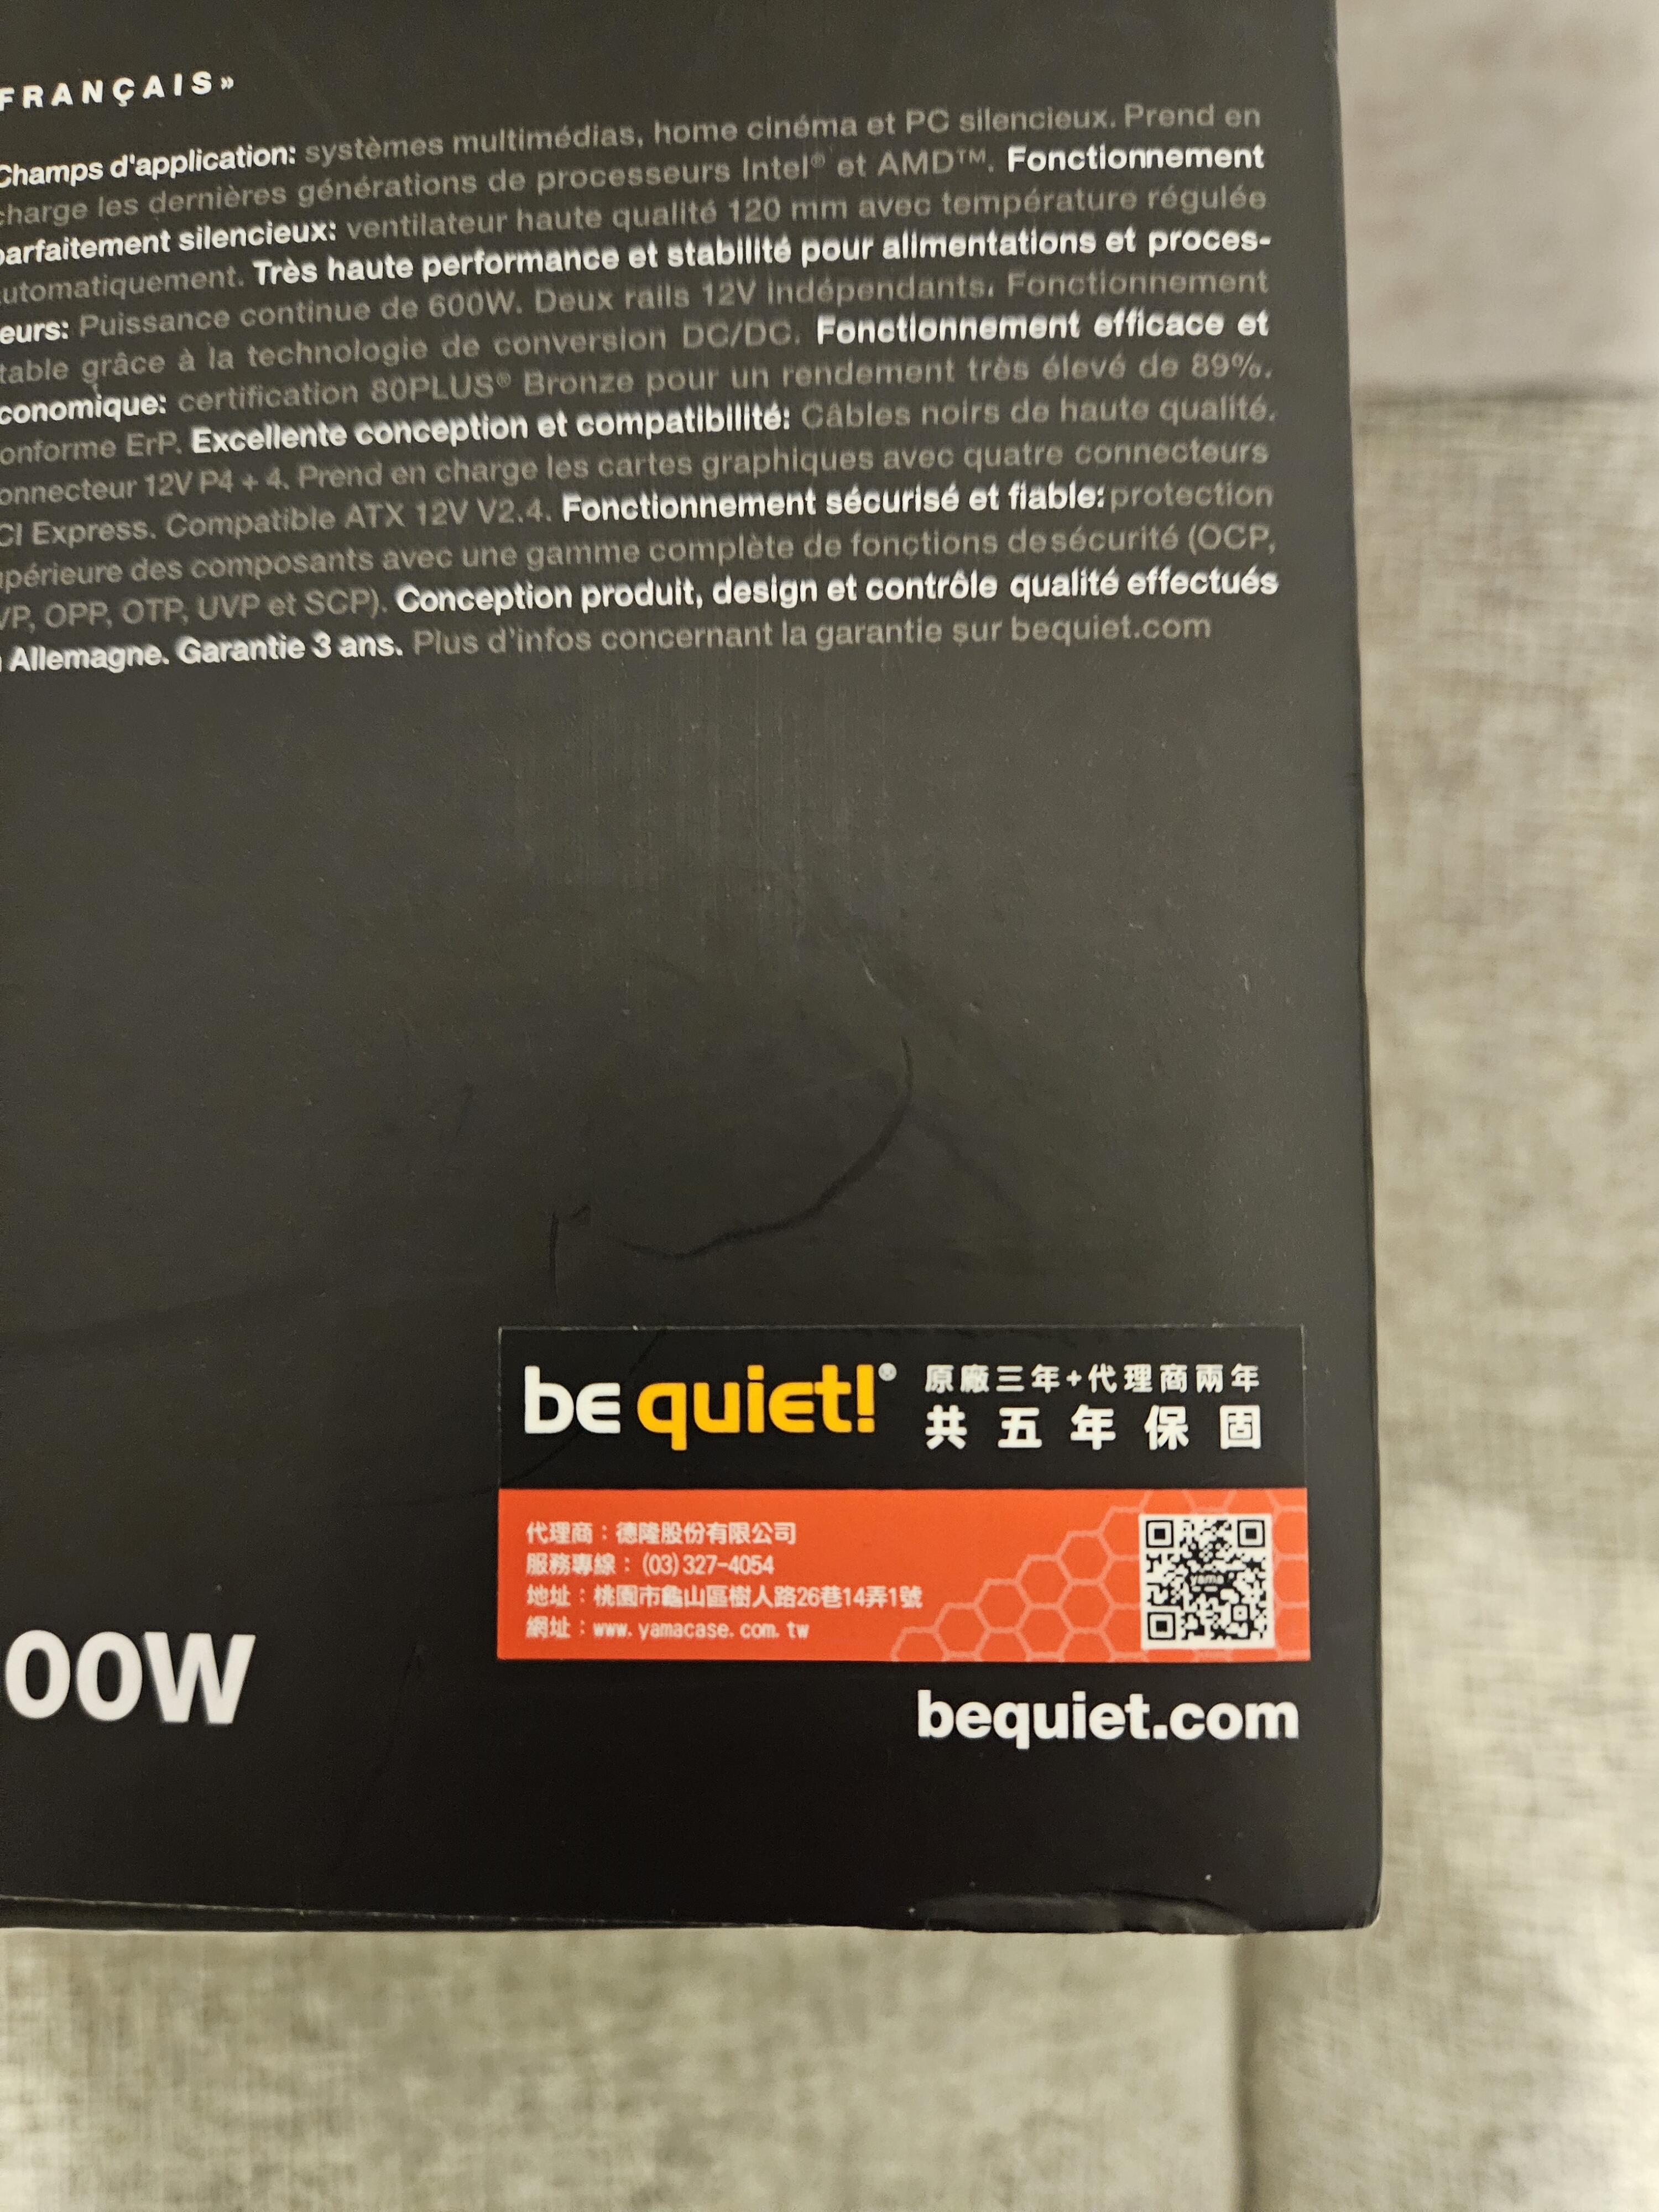 FRANÇAIS»
Champs d'application: systèmes multimédias, home cinéma et PC silencieux. Prend en
charge les dernières générations de processeurs Intel® et AMD™. Fonctionnement
parfaitement silencieux: ventilateur haute qualité 120 mm avec température régulée
utomatiquement. Très haute performance et stabilité pour alimentations et proces-
eurs: Puissance continue de 600W. Deux rails 12V indépendants. Fonctionnement
table grâce à la technologie de conversion DC/DC. Fonctionnement efficace et
conomique: certification 80PLUS® Bronze pour un rendement très élevé de 89%.
onforme ErP. Excellente conception et compatibilité: Câbles noirs de haute qualité.
onnecteur 12V P4 + 4. Prend en charge les cartes graphiques avec quatre connecteurs
CI Express. Compatible ATX 12V V2.4. Fonctionnement sécurisé et fiable: protection
périeure des composants avec une gamme complète de fonctions de sécurité (OCP,
VP, OPP, OTP, UVP et SCP). Conception produit, design et contrôle qualité effectués
Allemagne. Garantie 3 ans. Plus d'infos concernant la garantie sur bequiet.com
be quiet!® 原廠三年+代理商兩年
共五年保固
代理商：德隆股份有限公司
服務專線：(03)327-4054
地址：桃園市龜山區樹人路26巷14弄1號
網址：www.yamacase.com.tw
yama
00W
bequiet.com